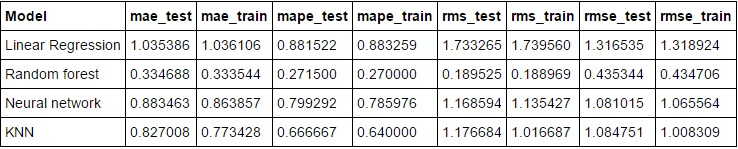 Model mae_test mae_train mape_test mape_train rms_test rms_train rmse_test rmse_train
Linear Regression 1.035386 1.036106 0.881522 0.883259 1.733265 1.739560 1.316535 1.318924
Random forest 0.334688 0.333544 0.271500 0.270000 0.189525 0.188969 0.435344 0.434706
Neural network 0.883463 0.863857 0.799292 0.785976 1.168594 1.135427 1.081015 1.065564
KNN 0.827008 0.773428 0.666667 0.640000 1.176684 1.016687 1.084751 1.008309